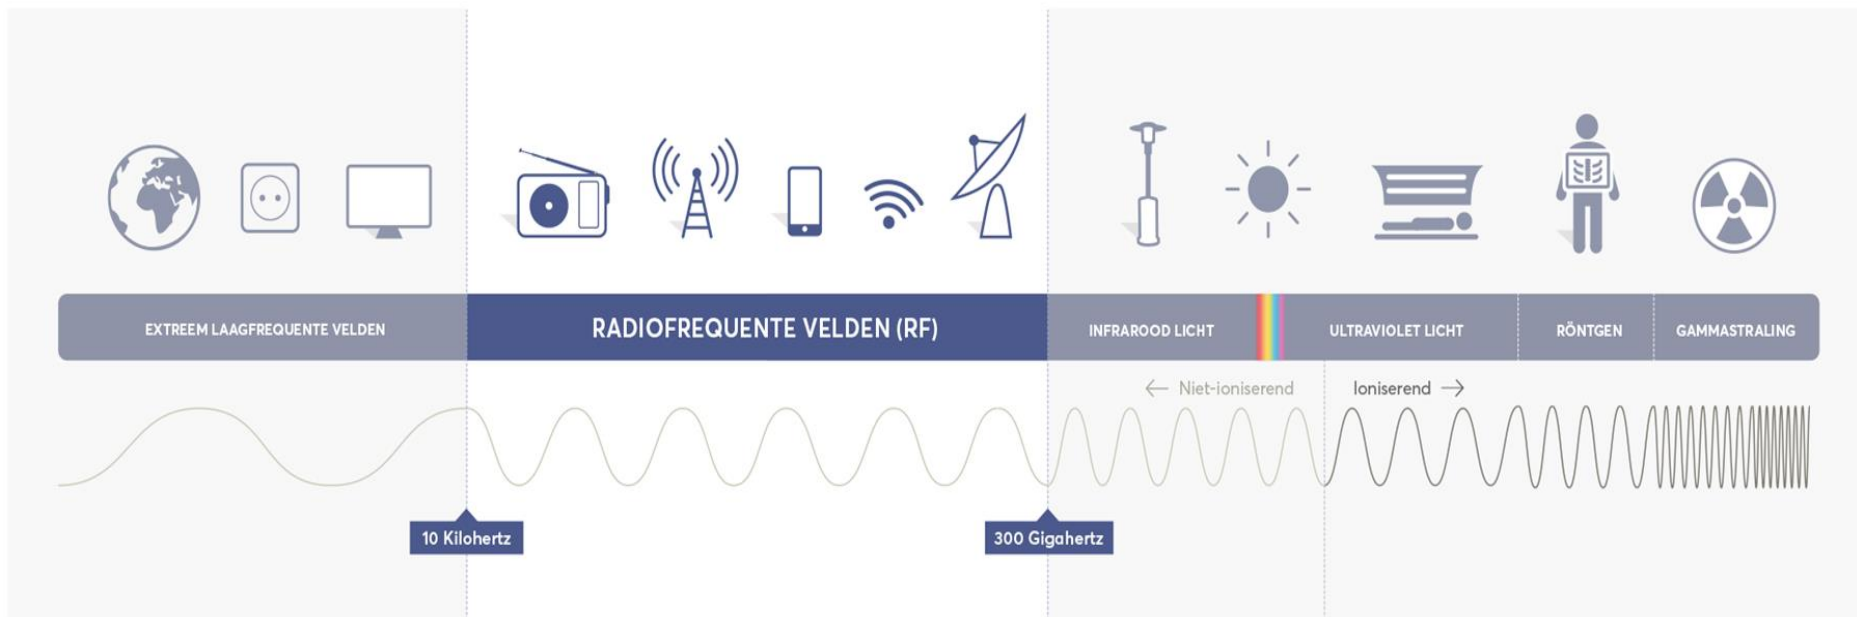 EXTREEM LAAGFREQUENTE VELDEN
RADIOFREQUENTE VELDEN (RF)
INFRAROOD LICHT
ULTRAVIOLET LICHT
RÖNTGEN
GAMMASTRALING
← Niet-ioniserend
Ioniserend →
10 Kilohertz
300 Gigahertz